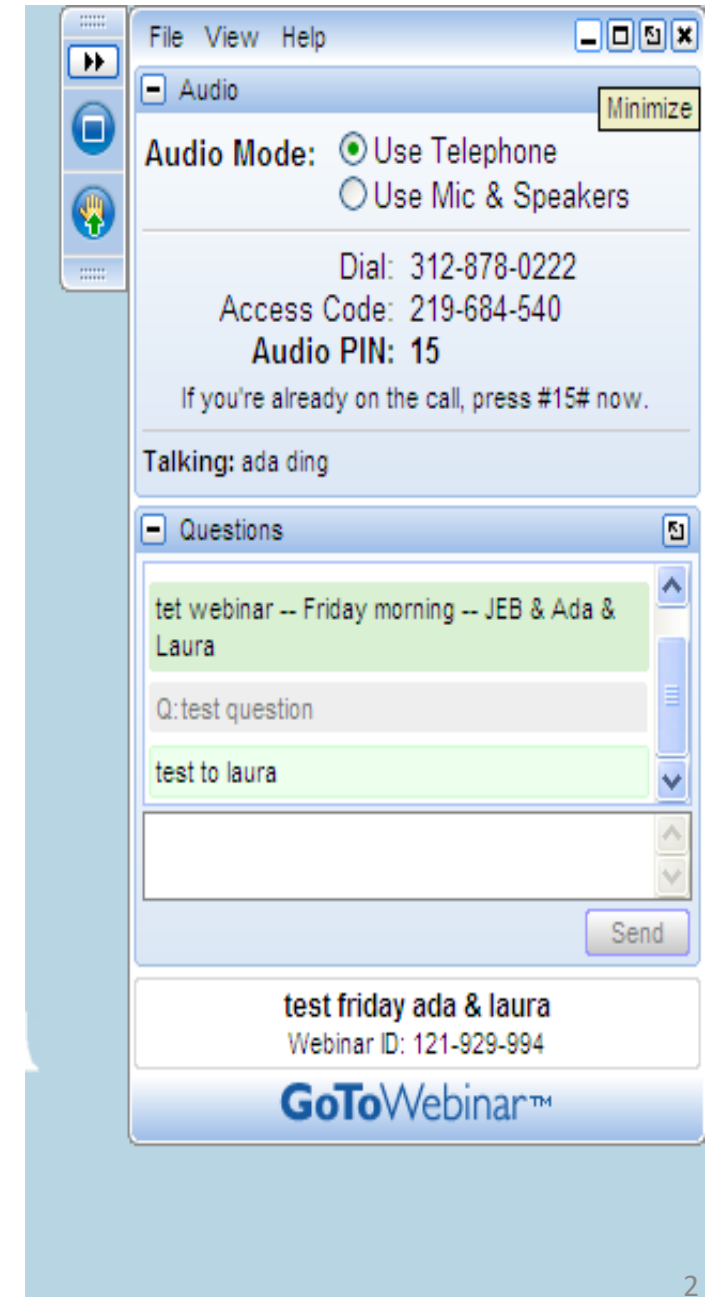 File View Help
Audio
Minimize
Audio Mode: Use Telephone
Use Mic & Speakers
Dial: 312-878-0222
Access Code: 219-684-540
Audio PIN: 15
If you're already on the call, press #15# now.
Talking: ada ding
Questions
tet webinar -- Friday morning -- JEB & Ada &
Laura
Q:test question
test to laura
Send
test friday ada & laura
Webinar ID: 121-929-994
GoToWebinar™
2